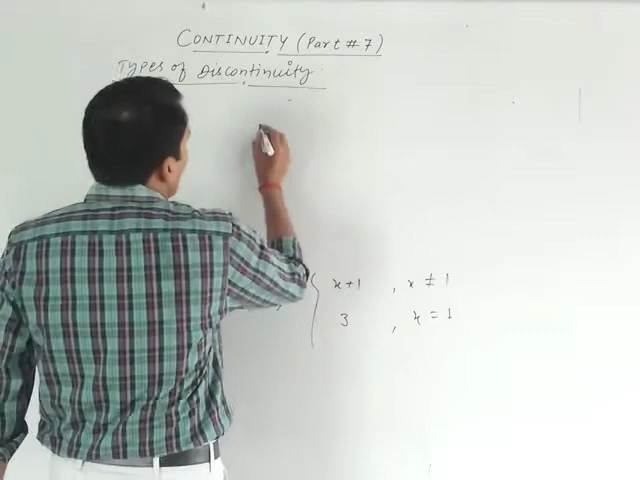 CONTINUITY (Part # 7)
Types of Discontinuity
x+1 , x ≠ 1
3 , x = 1